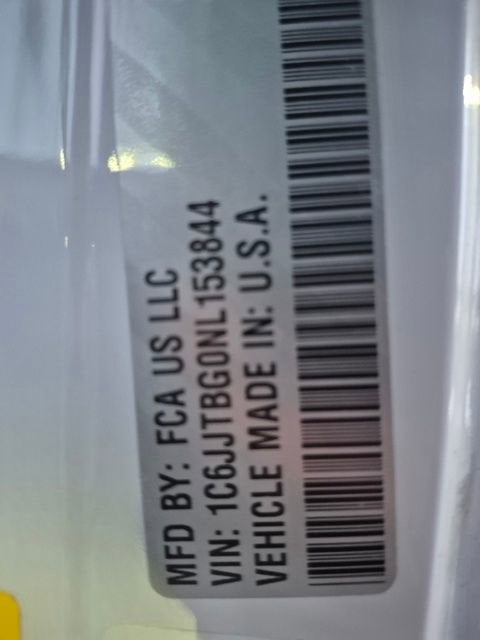 MFD BY: FCA US LLC
VIN: 1C6JJTBG0NL153844
VEHICLE MADE IN: U.S.A.